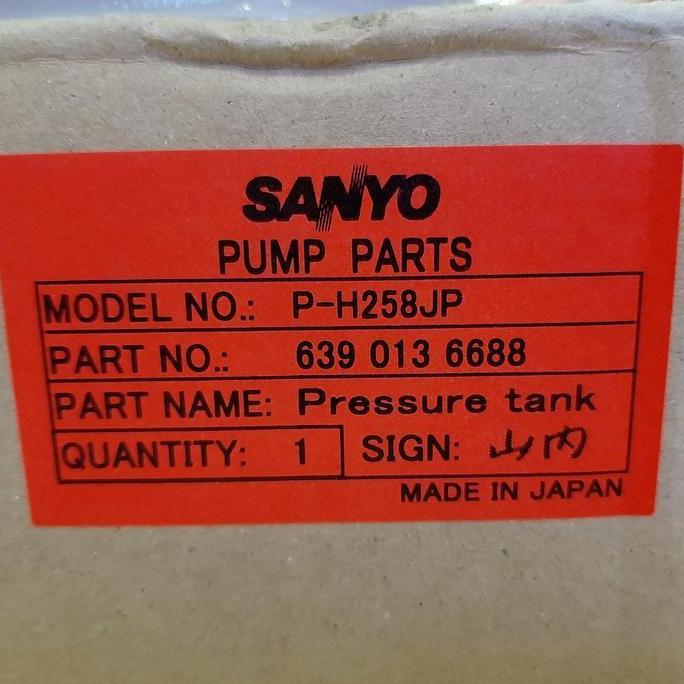 SANYO
PUMP PARTS
MODEL NO.: P-H258JP
PART NO.: 639 013 6688
PART NAME: Pressure tank
QUANTITY: 1 SIGN: 山内
MADE IN JAPAN